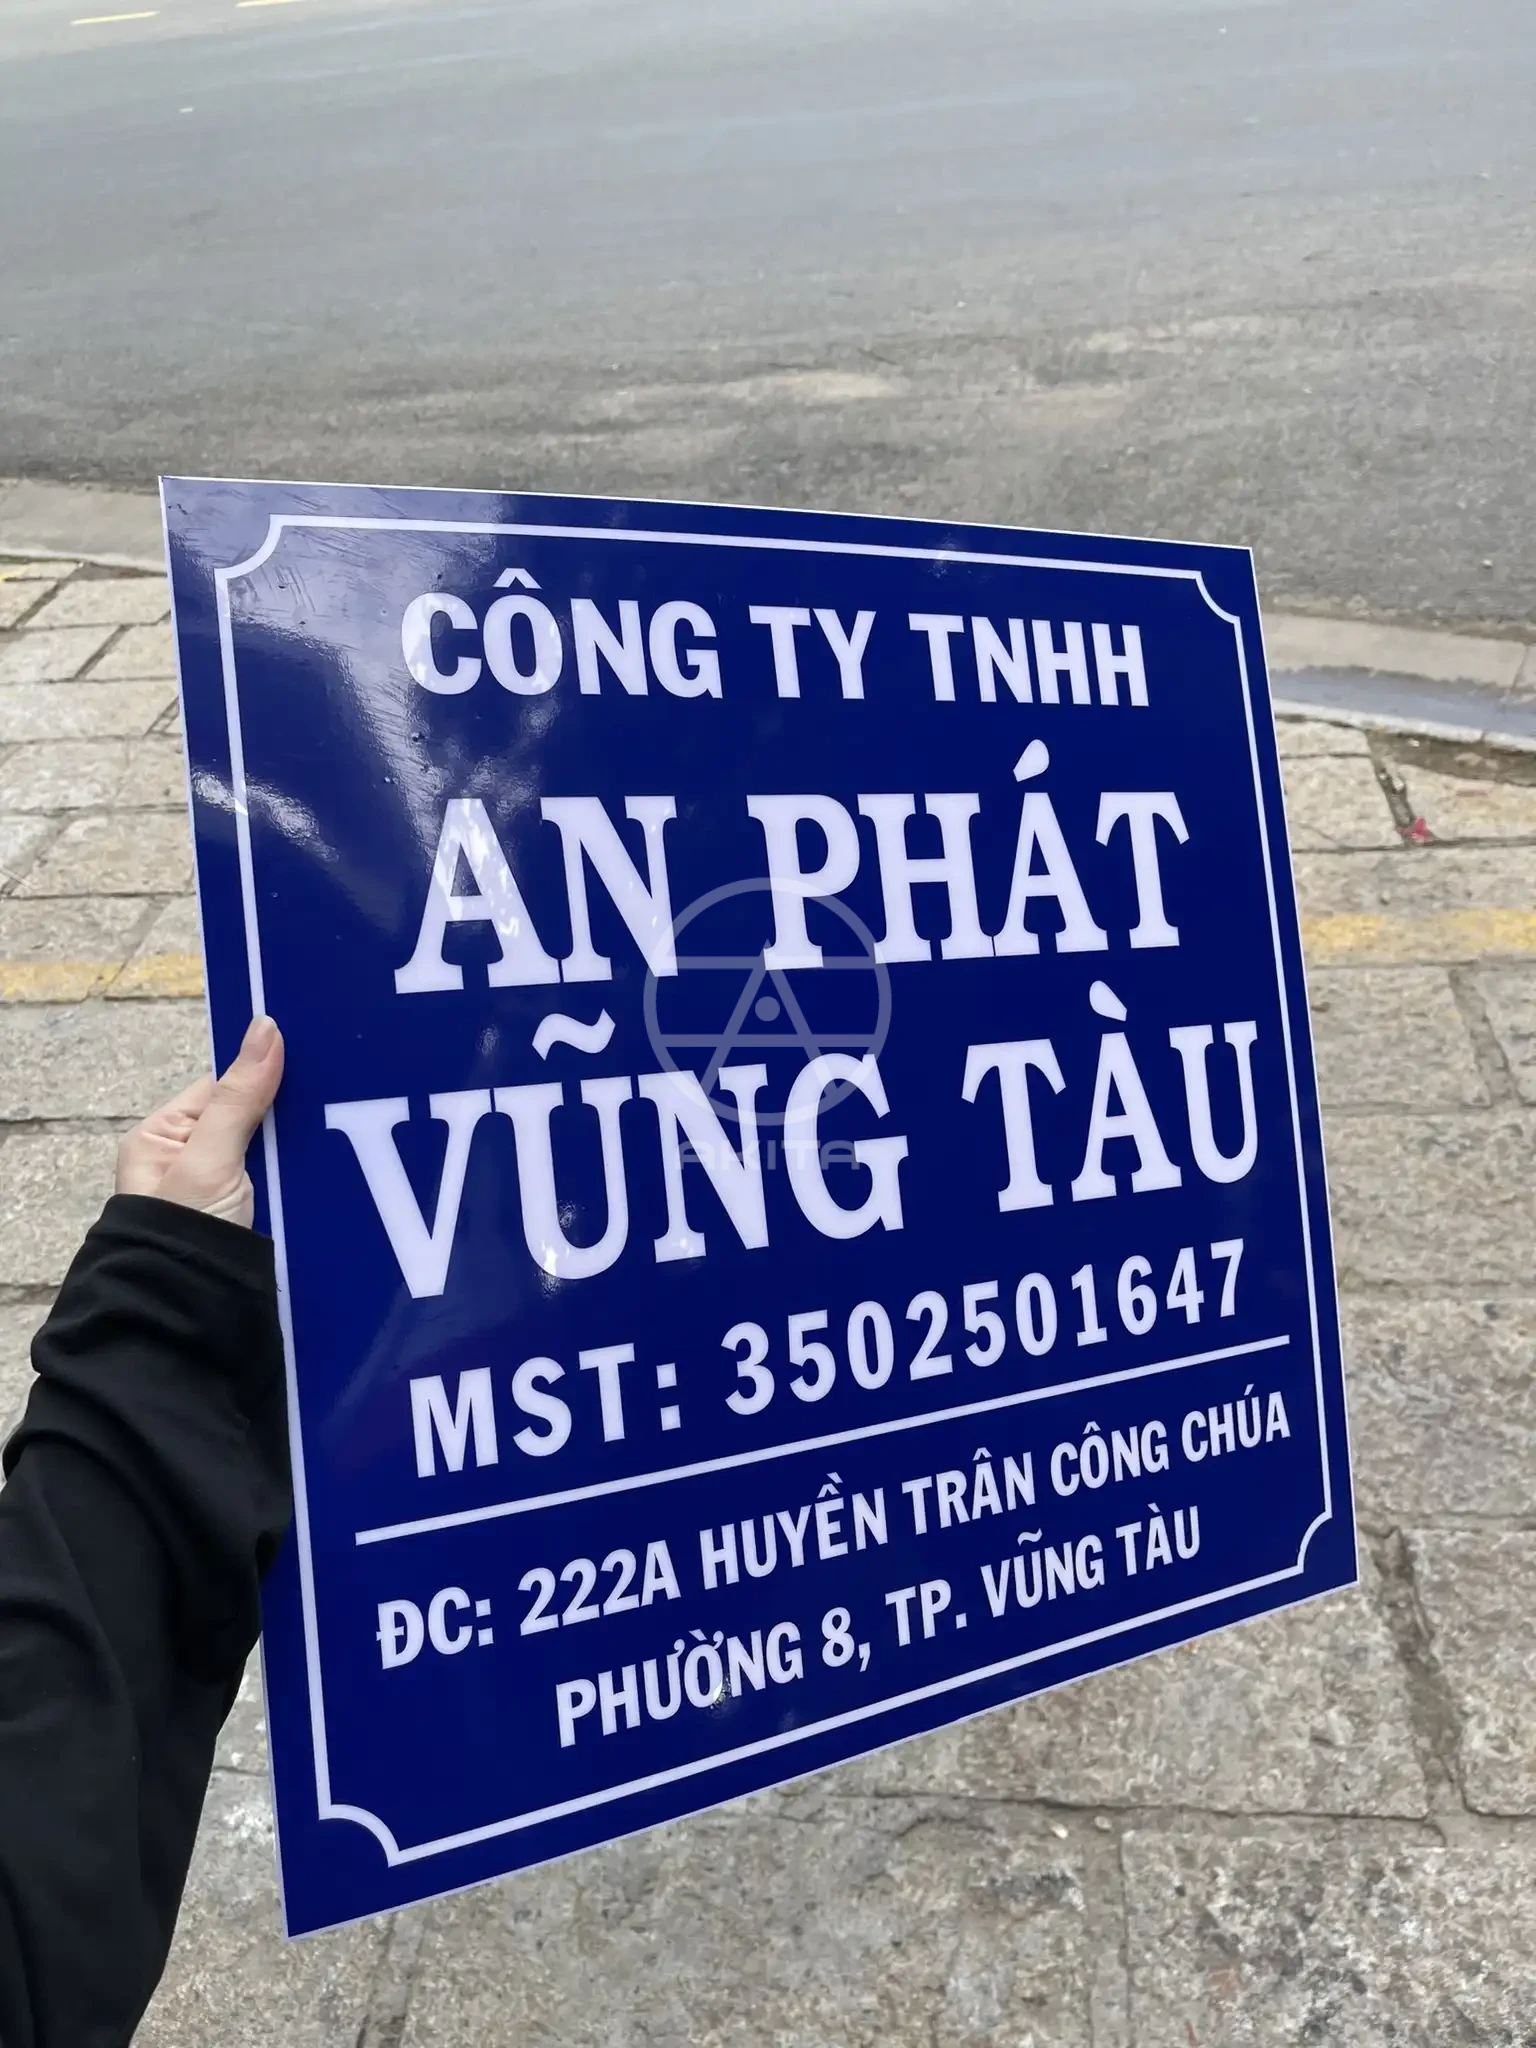 CÔNG TY TNHH
AN PHÁT
VŨNG TÀU
AKITA
MST: 3502501647
ĐC: 222A HUYỀN TRÂN CÔNG CHÚA
PHƯỜNG 8, TP. VŨNG TÀU